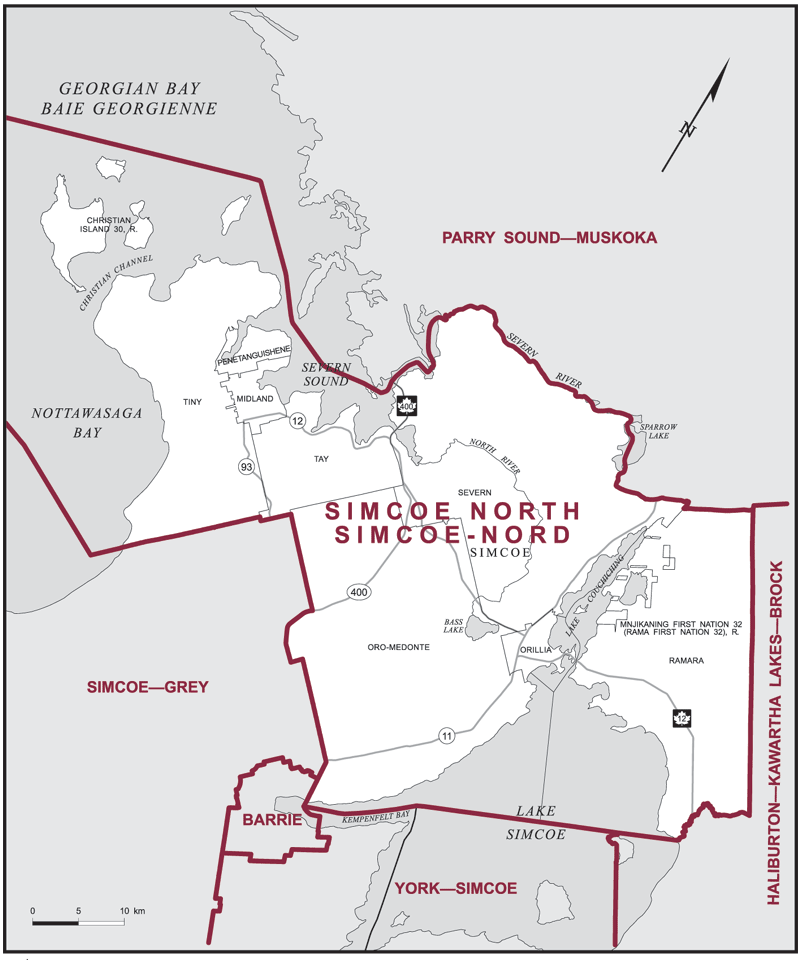 GEORGIAN BAY
BAIE GEORGIENNE
N
CHRISTIAN
ISLAND 30, R.
PARRY SOUND—MUSKOKA
CHRISTIAN CHANNEL
SEVERN
RIVER
PENETANGUISHENE
SEVERN
SOUND
TINY
MIDLAND
400
NOTTAWASAGA
BAY
12
SPARROW
LAKE
93
TAY
NORTH RIVER
SEVERN
SIMCOE NORTH
SIMCOE-NORD
SIMCOE
400
LAKE COUCHICHING
BASS
LAKE
MNJIKANING FIRST NATION 32
(RAMA FIRST NATION 32), R.
ORO-MEDONTE
ORILLIA
RAMARA
SIMCOE—GREY
12
11
HALIBURTON—KAWARTHA LAKES—BROCK
BARRIE
KEMPENFELT BAY
LAKE
SIMCOE
YORK—SIMCOE
0 5 10 km